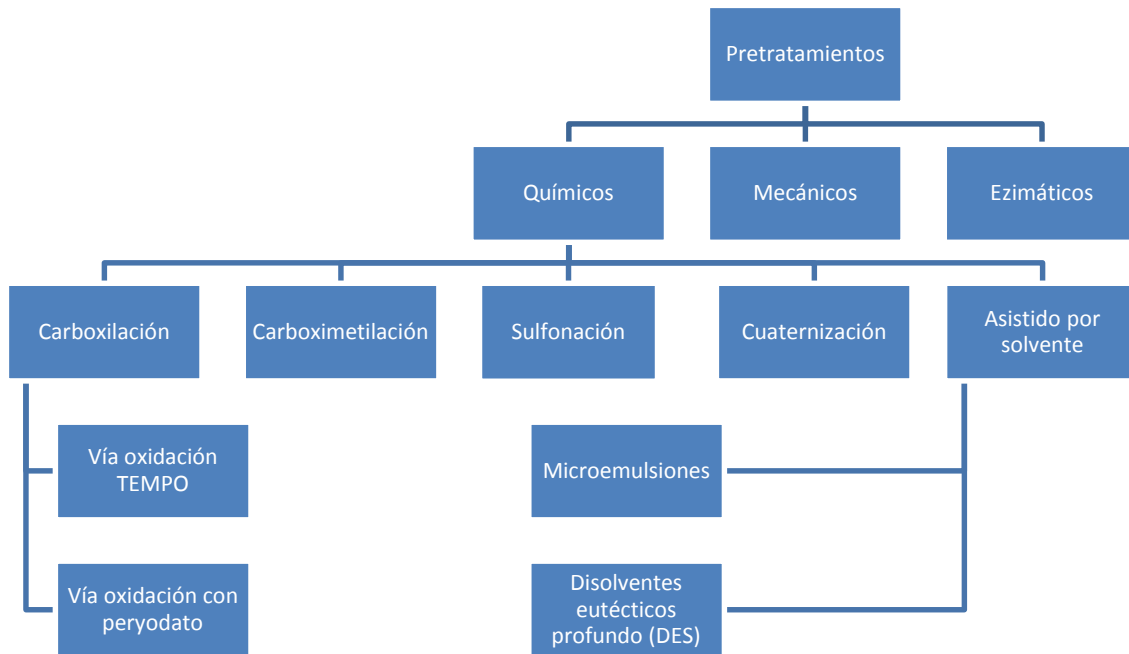 Pretratamientos
Químicos
Mecánicos
Ezimáticos
Carboxilación
Carboximetilación
Sulfonación
Cuaternización
Asistido por
solvente
Vía oxidación
TEMPO
Microemulsiones
Vía oxidación con
peryodato
Disolventes
eutécticos
profundo (DES)